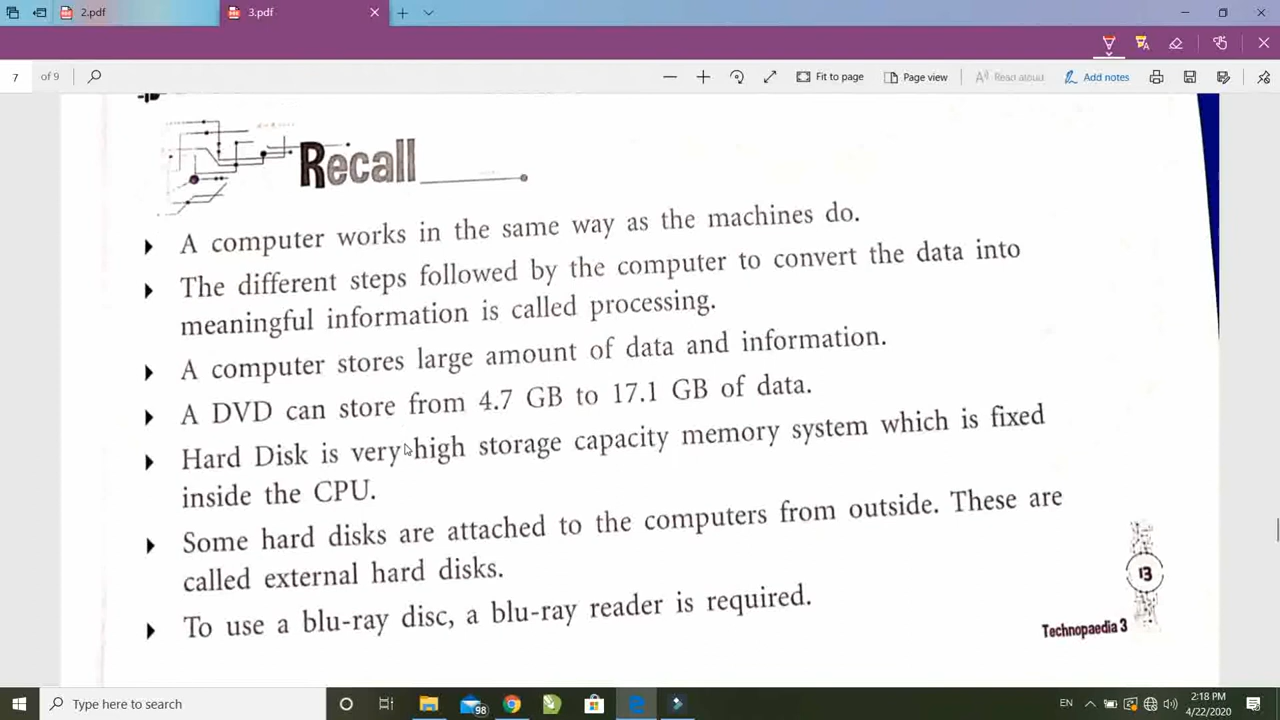 2.pdf
3.pdf
7 of 9
Fit to page
Page view
Read aloud
Add notes
Recall
A computer works in the same way as the machines do.
The different steps followed by the computer to convert the data into
meaningful information is called processing.
A computer stores large amount of data and information.
A DVD can store from 4.7 GB to 17.1 GB of data.
Hard Disk is very high storage capacity memory system which is fixed
inside the CPU.
Some hard disks are attached to the computers from outside. These are
called external hard disks.
To use a blu-ray disc, a blu-ray reader is required.
13
Technopaedia 3
Type here to search
98
EN
2:18 PM
4/22/2020